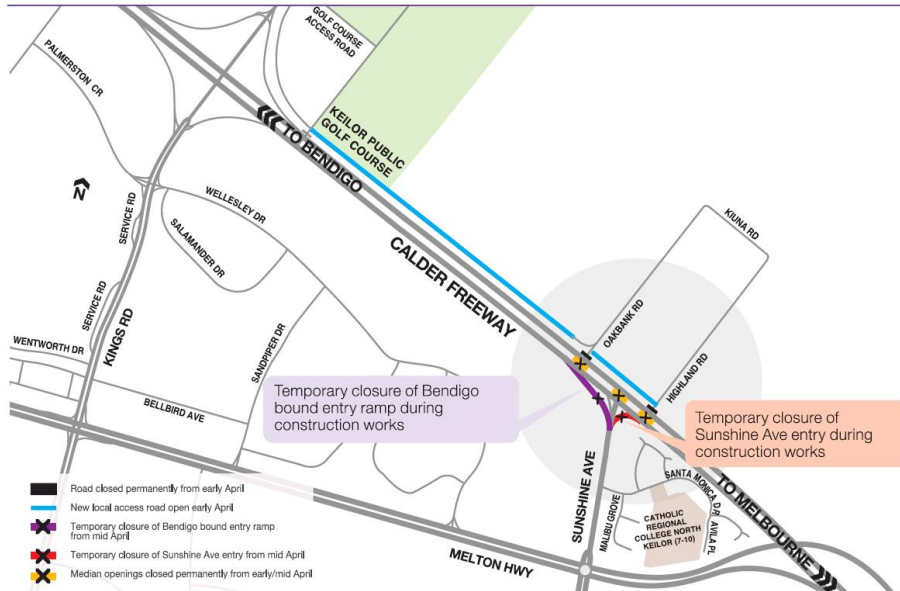 GOLF COURSE
ACCESS ROAD
PALMERSTON CR
KEILOR PUBLIC
GOLF COURSE
TO BENDIGO
N
WELLESLEY DR
SERVICE RD
SALAMANDER DR
KIUNA RD
CALDER FREEWAY
OAKBANK RD
SERVICE RD
KINGS RD
WENTWORTH DR
SANDPIPER DR
HIGHLAND RD
BELLBIRD AVE
Temporary closure of Bendigo
bound entry ramp during
construction works
Temporary closure of
Sunshine Ave entry during
construction works
SUNSHINE AVE
SANTA MONICA DR
TO MELBOURNE
MALIBU GROVE
CATHOLIC
REGIONAL
COLLEGE NORTH
KEILOR (7-10)
AVILA PL
MELTON HWY
Road closed permanently from early April
New local access road open early April
Temporary closure of Bendigo bound entry ramp
from mid April
Temporary closure of Sunshine Ave entry from mid April
Median openings closed permanently from early/mid April